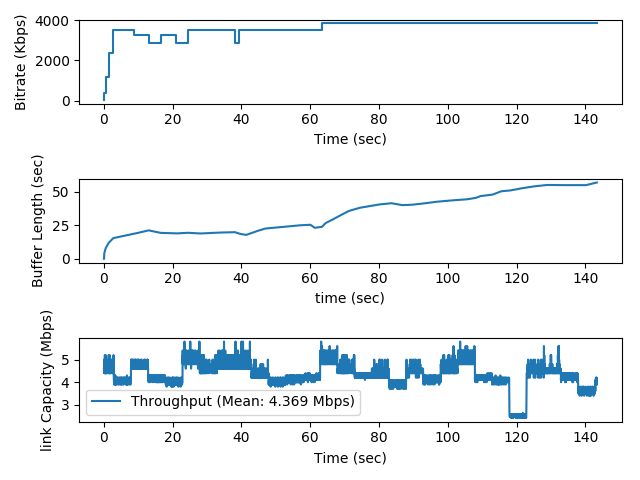 Bitrate (Kbps)
4000
2000
0
0 20 40 60 80 100 120 140
Time (sec)
Buffer Length (sec)
50
25
0
0 20 40 60 80 100 120 140
time (sec)
link Capacity (Mbps)
5
4
3
Throughput (Mean: 4.369 Mbps)
0 20 40 60 80 100 120 140
Time (sec)